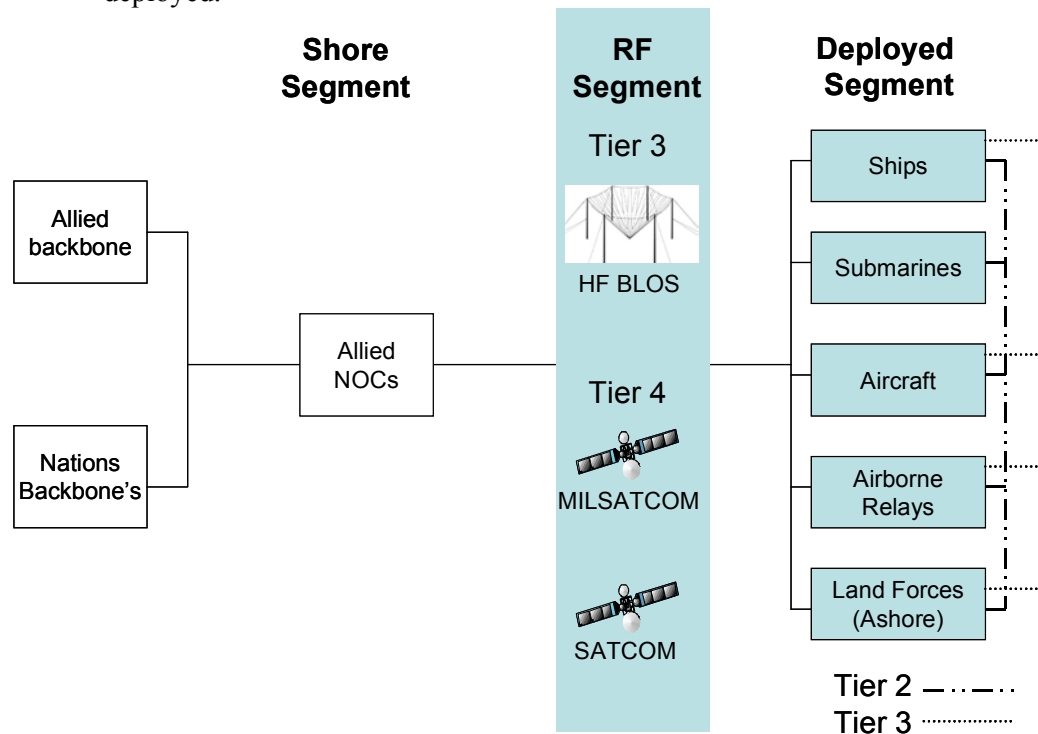 deployed.
Shore
Segment
RF
Segment
Deployed
Segment
Tier 3
HF BLOS
Tier 4
MILSATCOM
SATCOM
Allied
backbone
Nations
Backbone’s
Allied
NOCs
Ships
Submarines
Aircraft
Airborne
Relays
Land Forces
(Ashore)
Tier 2
Tier 3